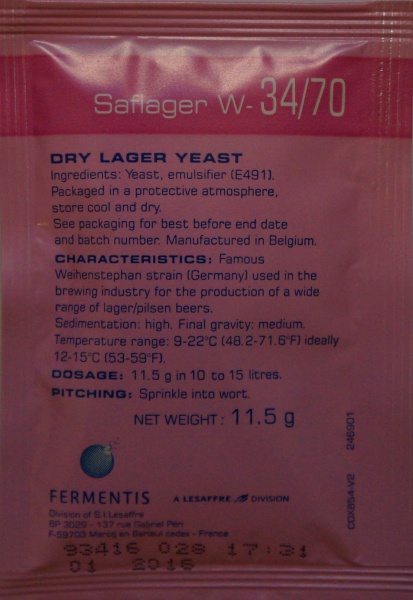 Saflager W-34/70
DRY LAGER YEAST
Ingredients: Yeast, emulsifier (E491).
Packaged in a protective atmosphere,
store cool and dry.
See packaging for best before end date
and batch number. Manufactured in Belgium.
CHARACTERISTICS: Famous
Weihenstephan strain (Germany) used in the
brewing industry for the production of a wide
range of lager/pilsen beers.
Sedimentation: high. Final gravity: medium.
Temperature range: 9-22°C (48.2-71.6°F) ideally
12-15°C (53-59°F).
DOSAGE: 11.5 g in 10 to 15 litres.
PITCHING: Sprinkle into wort.
NET WEIGHT: 11.5 g
FERMENTIS
A LESAFFRE DIVISION
Division of S.I.Lesaffre
BP 3029 - 137 rue Gabriel Péri
F-59703 Marcq en Baroeul cedex - France
93416 028 17:31
01 2016
CDX854-V2 246901